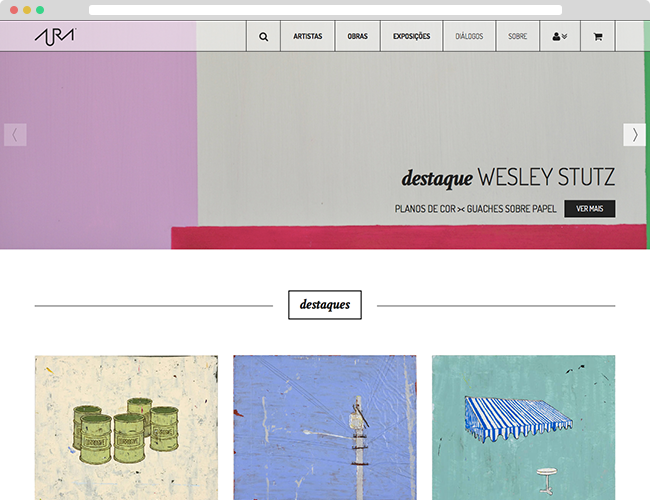 AURA
ARTISTAS
OBRAS
EXPOSIÇÕES
DIÁLOGOS
SOBRE
destaque WESLEY STUTZ
PLANOS DE COR >< GUACHES SOBRE PAPEL
VER MAIS
destaques